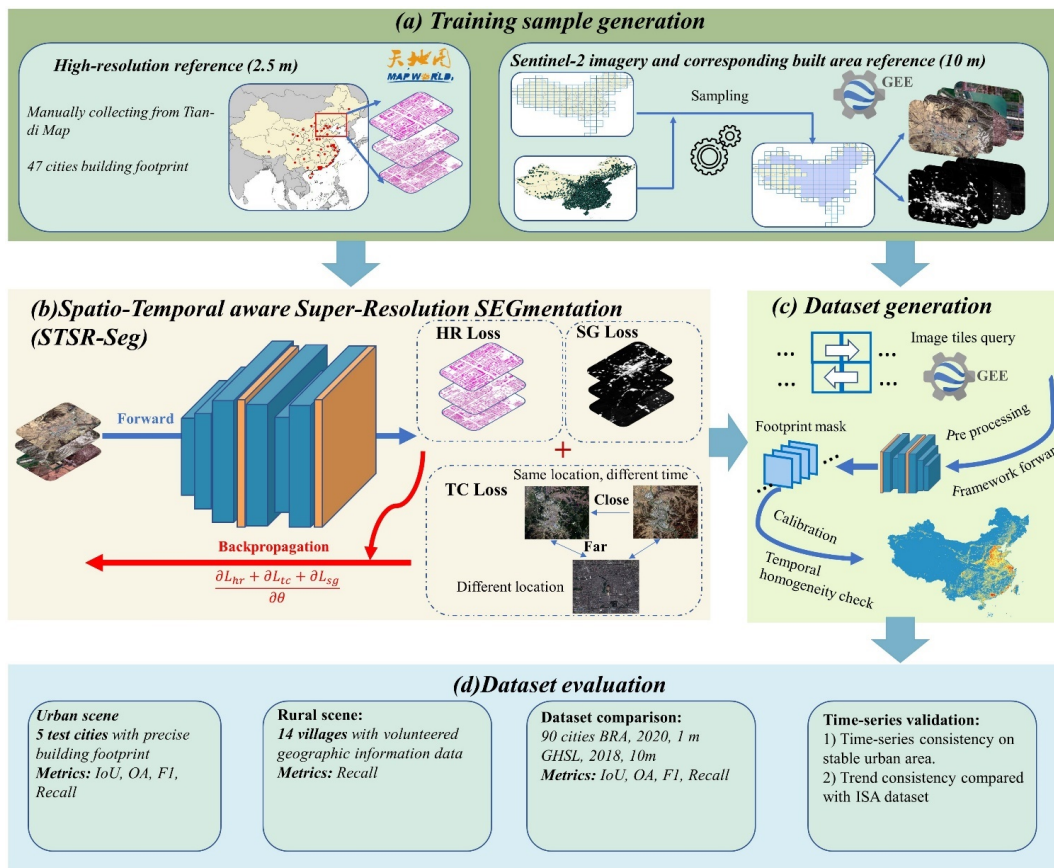 (a) Training sample generation
High-resolution reference (2.5 m)
天地图
MAP WORLD
Manually collecting from Tian-
di Map
47 cities building footprint
Sentinel-2 imagery and corresponding built area reference (10 m)
Sampling
GEE
(b)Spatio-Temporal aware Super-Resolution SEGmentation
(STSR-Seg)
HR Loss
SG Loss
Forward
+
TC Loss
Same location, different time
Close
Far
Different location
Backpropagation
∂L_hr + ∂L_tc + ∂L_sg
∂θ
(c) Dataset generation
Image tiles query
... ...
... ...
GEE
Footprint mask
Pre processing
...
Framework forward
...
Calibration
Temporal
homogeneity check
(d)Dataset evaluation
Urban scene
5 test cities with precise
building footprint
Metrics: IoU, OA, F1,
Recall
Rural scene:
14 villages with volunteered
geographic information data
Metrics: Recall
Dataset comparison:
90 cities BRA, 2020, 1 m
GHSL, 2018, 10m
Metrics: IoU, OA, F1, Recall
Time-series validation:
1) Time-series consistency on
stable urban area.
2) Trend consistency compared
with ISA dataset